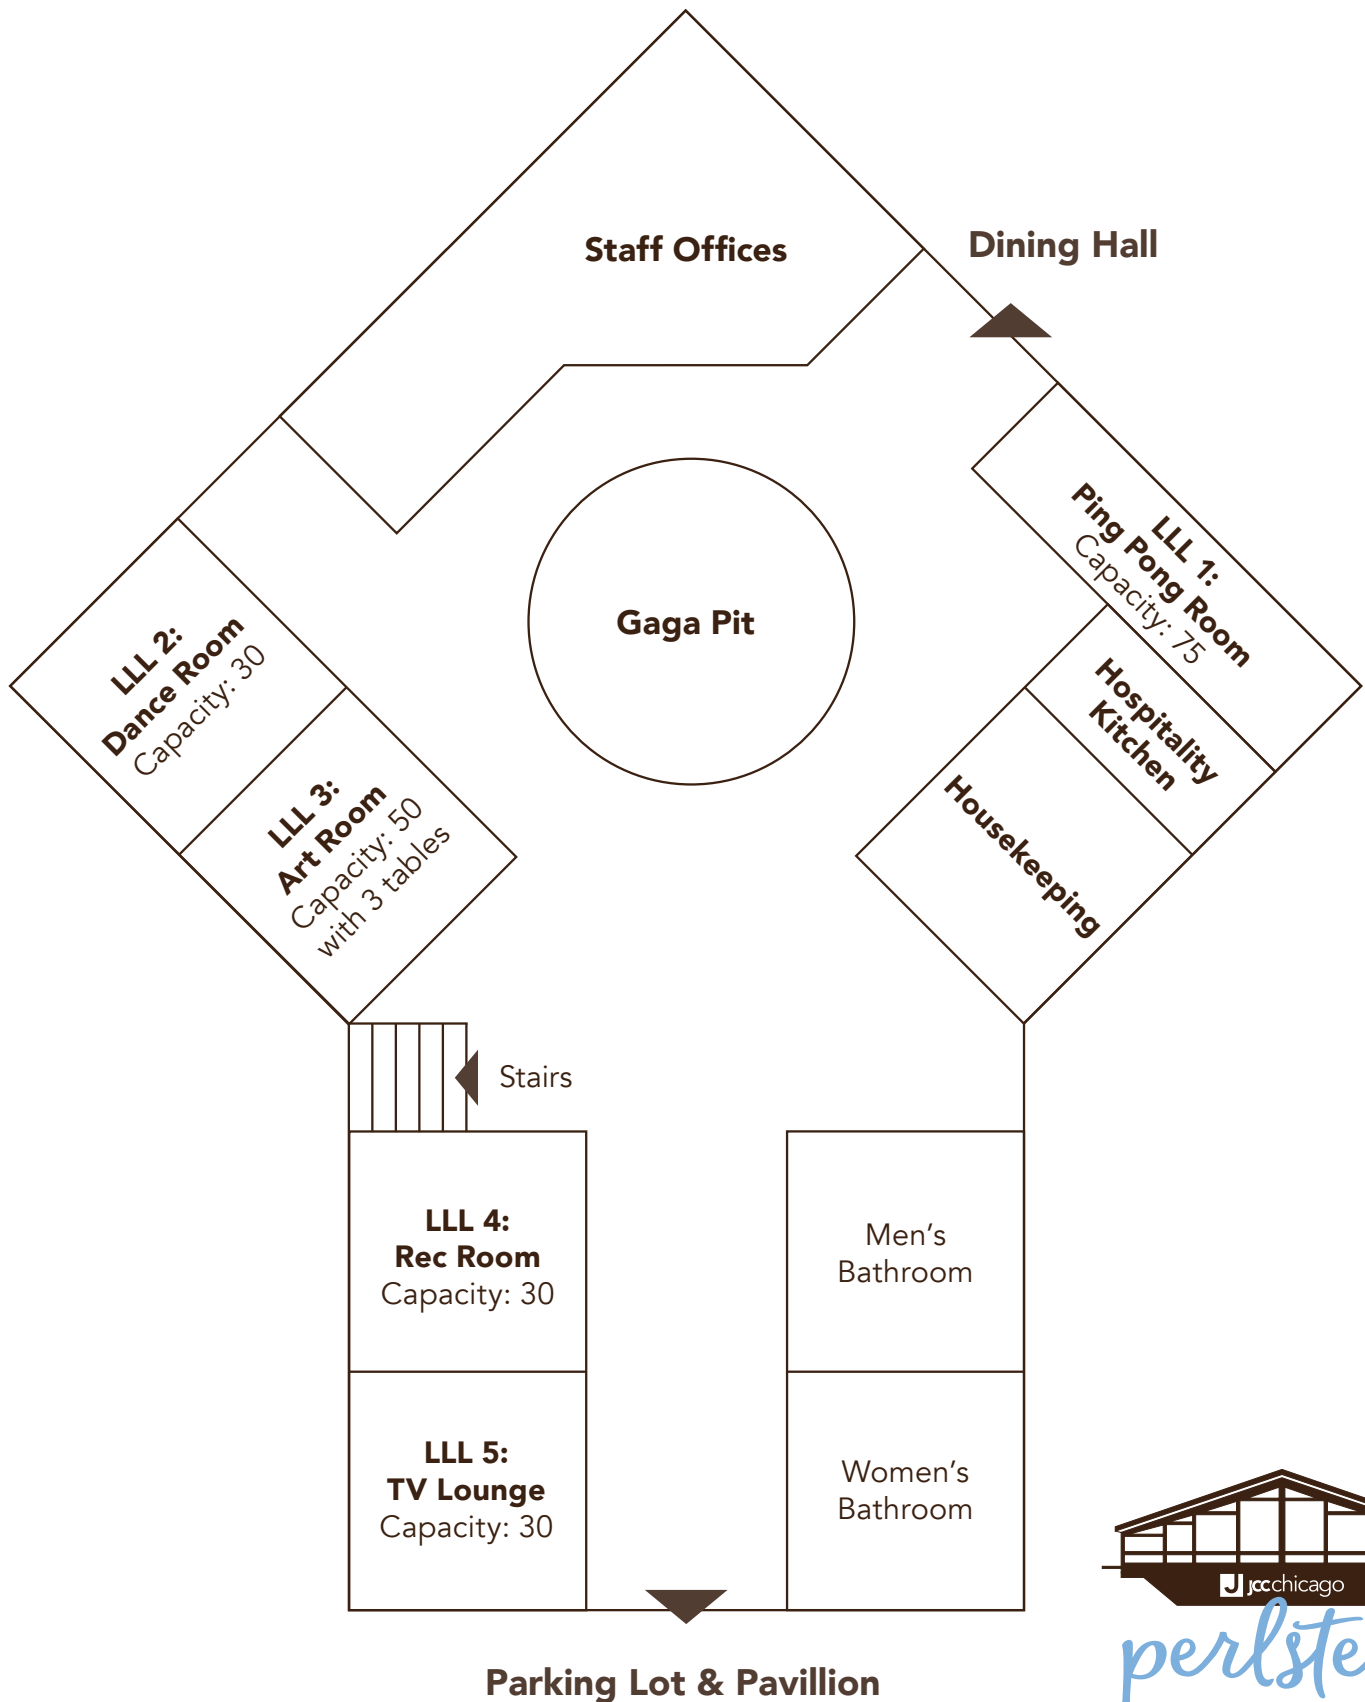 Staff Offices
Dining Hall
LLL 1:
Ping Pong Room
Capacity: 75
Gaga Pit
LLL 2:
Dance Room
Capacity: 30
Hospitality
Kitchen
LLL 3:
Art Room
Capacity: 50
with 3 tables
Housekeeping
Stairs
LLL 4:
Rec Room
Capacity: 30
Men's
Bathroom
LLL 5:
TV Lounge
Capacity: 30
Women's
Bathroom
J jccchicago
perlste
Parking Lot & Pavillion